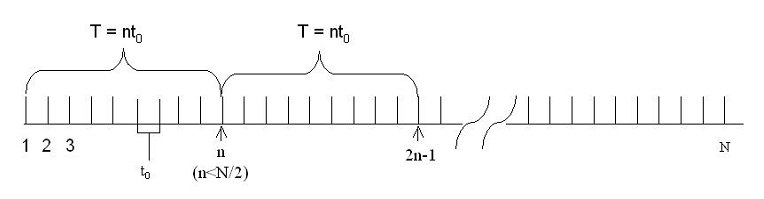 T = nt0 T = nt0
1 2 3 n 2n-1 N
t0 (n<N/2)